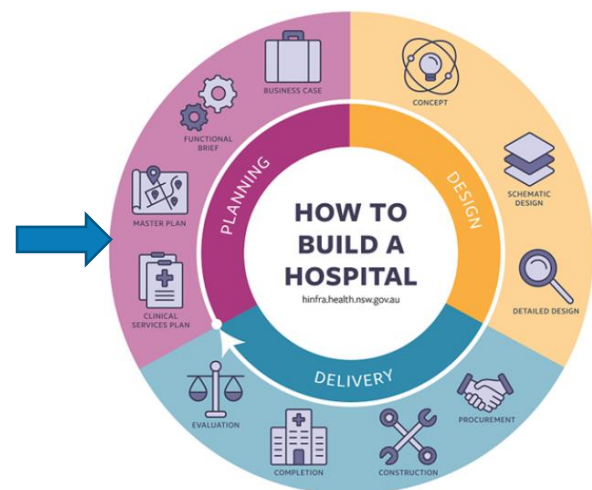 HOW TO
BUILD A
HOSPITAL
hinfra.health.nsw.gov.au
PLANNING
CLINICAL
SERVICES PLAN
MASTER PLAN
FUNCTIONAL
BRIEF
BUSINESS CASE
DESIGN
CONCEPT
SCHEMATIC
DESIGN
DETAILED DESIGN
DELIVERY
PROCUREMENT
CONSTRUCTION
COMPLETION
EVALUATION